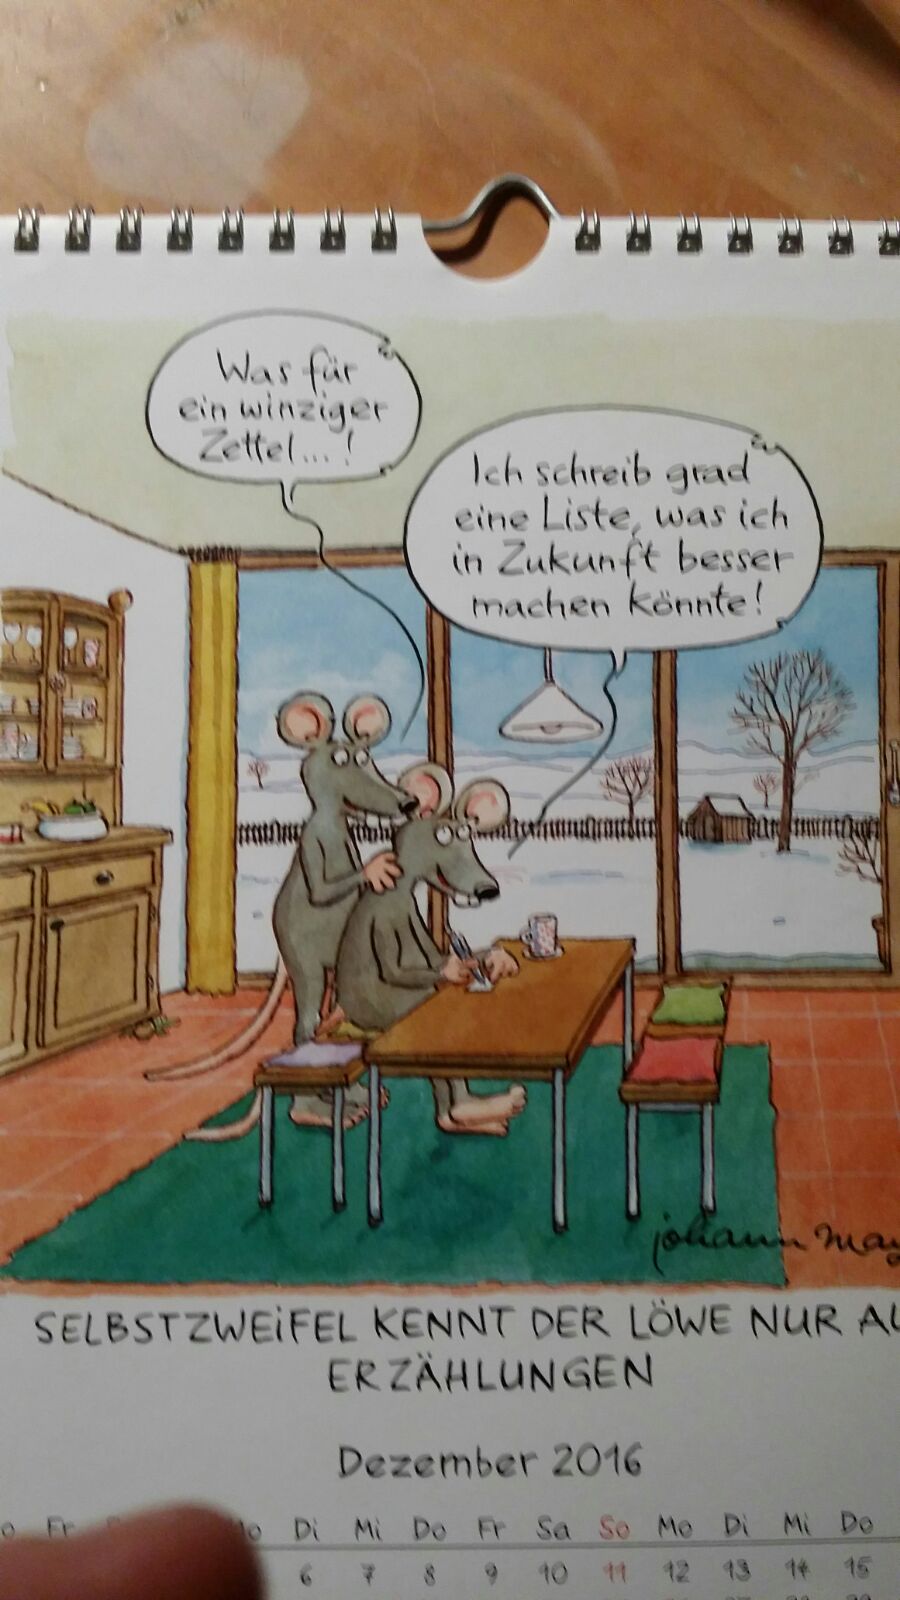 Was für
ein winziger
Zettel...!
Ich schreib grad
eine Liste, was ich
in Zukunft besser
machen könnte!
johann
SELBSTZWEIFEL KENNT DER LÖWE NUR
ERZÄHLUNGEN
Dezember 2016
Fr Di Mi Do Fr Sa So Mo Di Mi Do
6 7 8 9 10 11 12 13 14 15